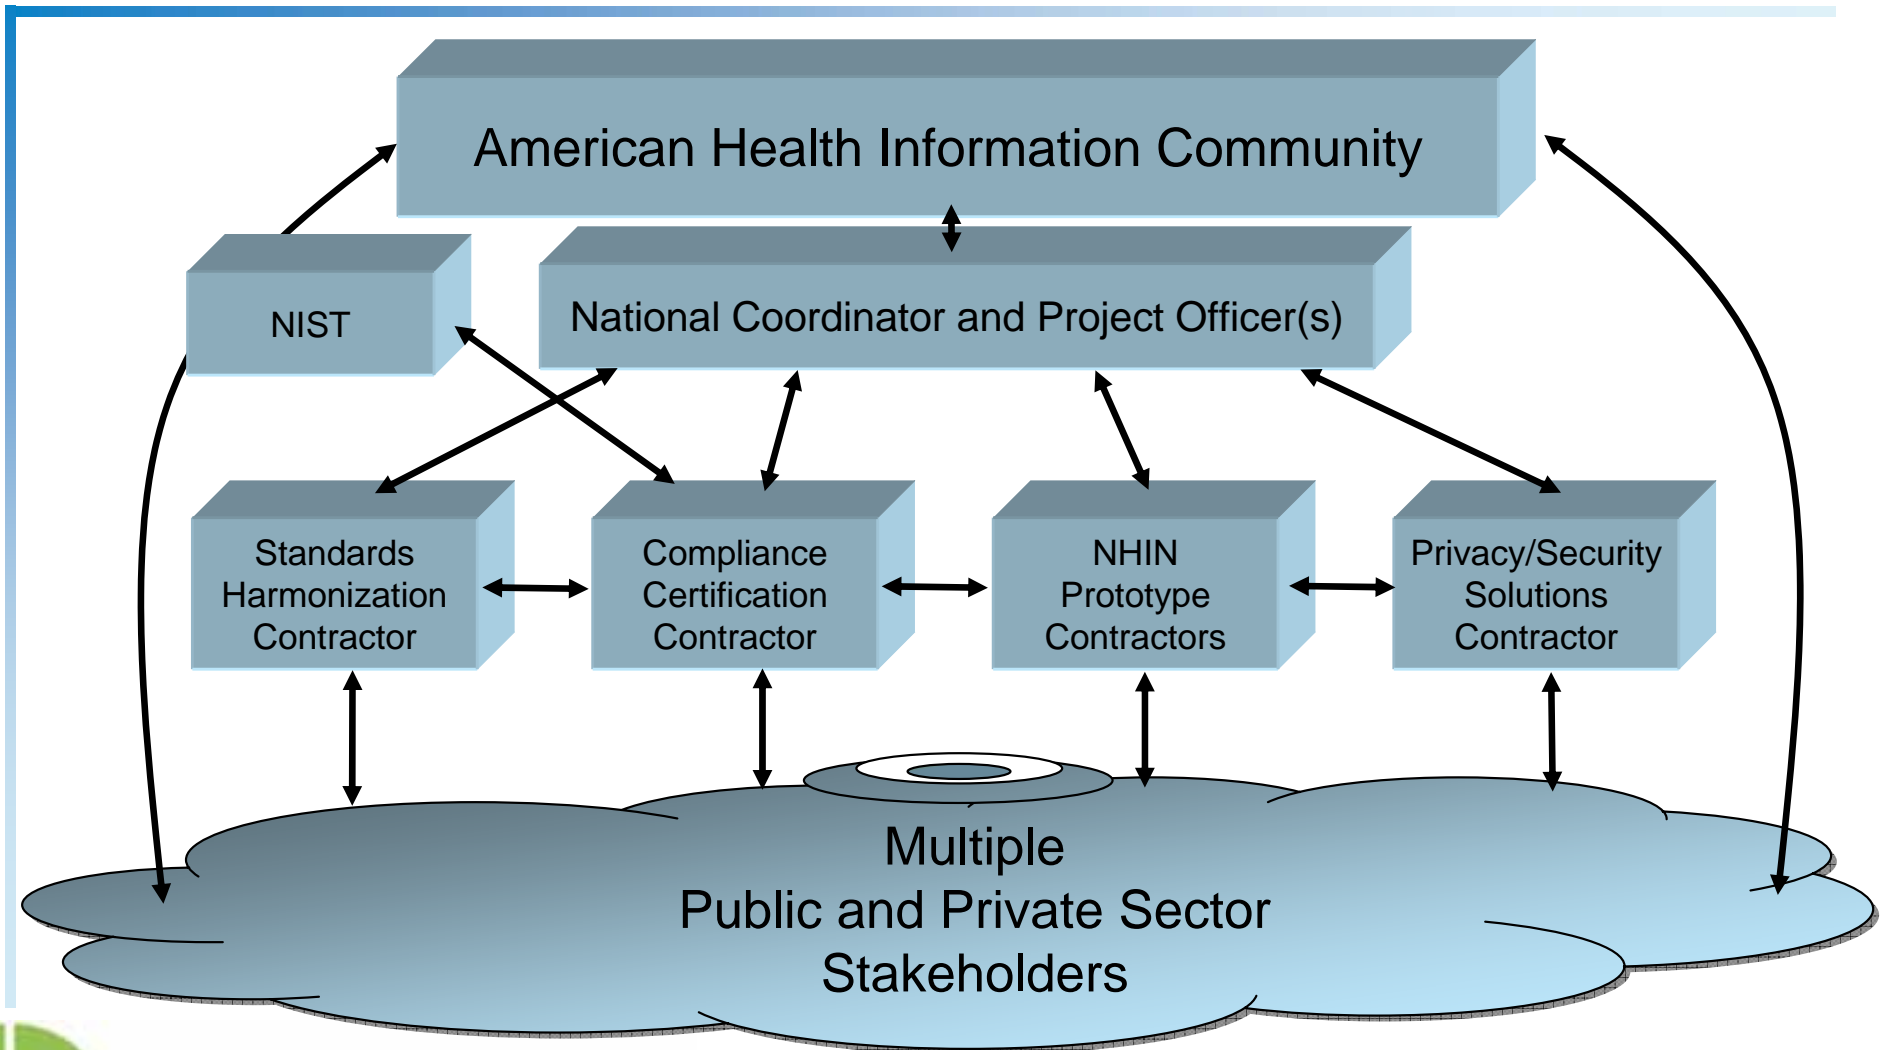 American Health Information Community
NIST
National Coordinator and Project Officer(s)
Standards
Harmonization
Contractor
Compliance
Certification
Contractor
NHIN
Prototype
Contractors
Privacy/Security
Solutions
Contractor
Multiple
Public and Private Sector
Stakeholders